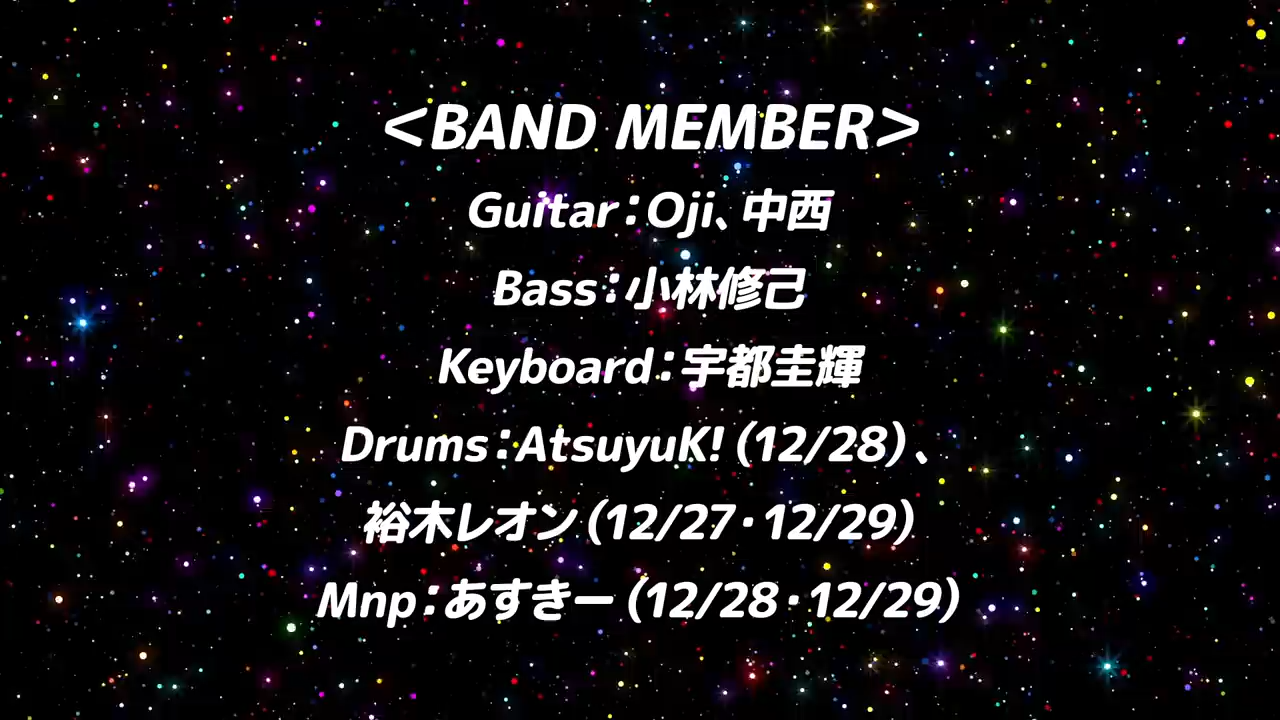 ＜BAND MEMBER＞
Guitar：Oji、中西
Bass：小林修己
Keyboard：宇都圭輝
Drums：AtsuyuK!（12/28）、
裕木レオン（12/27・12/29）
Mnp：あすきー（12/28・12/29）